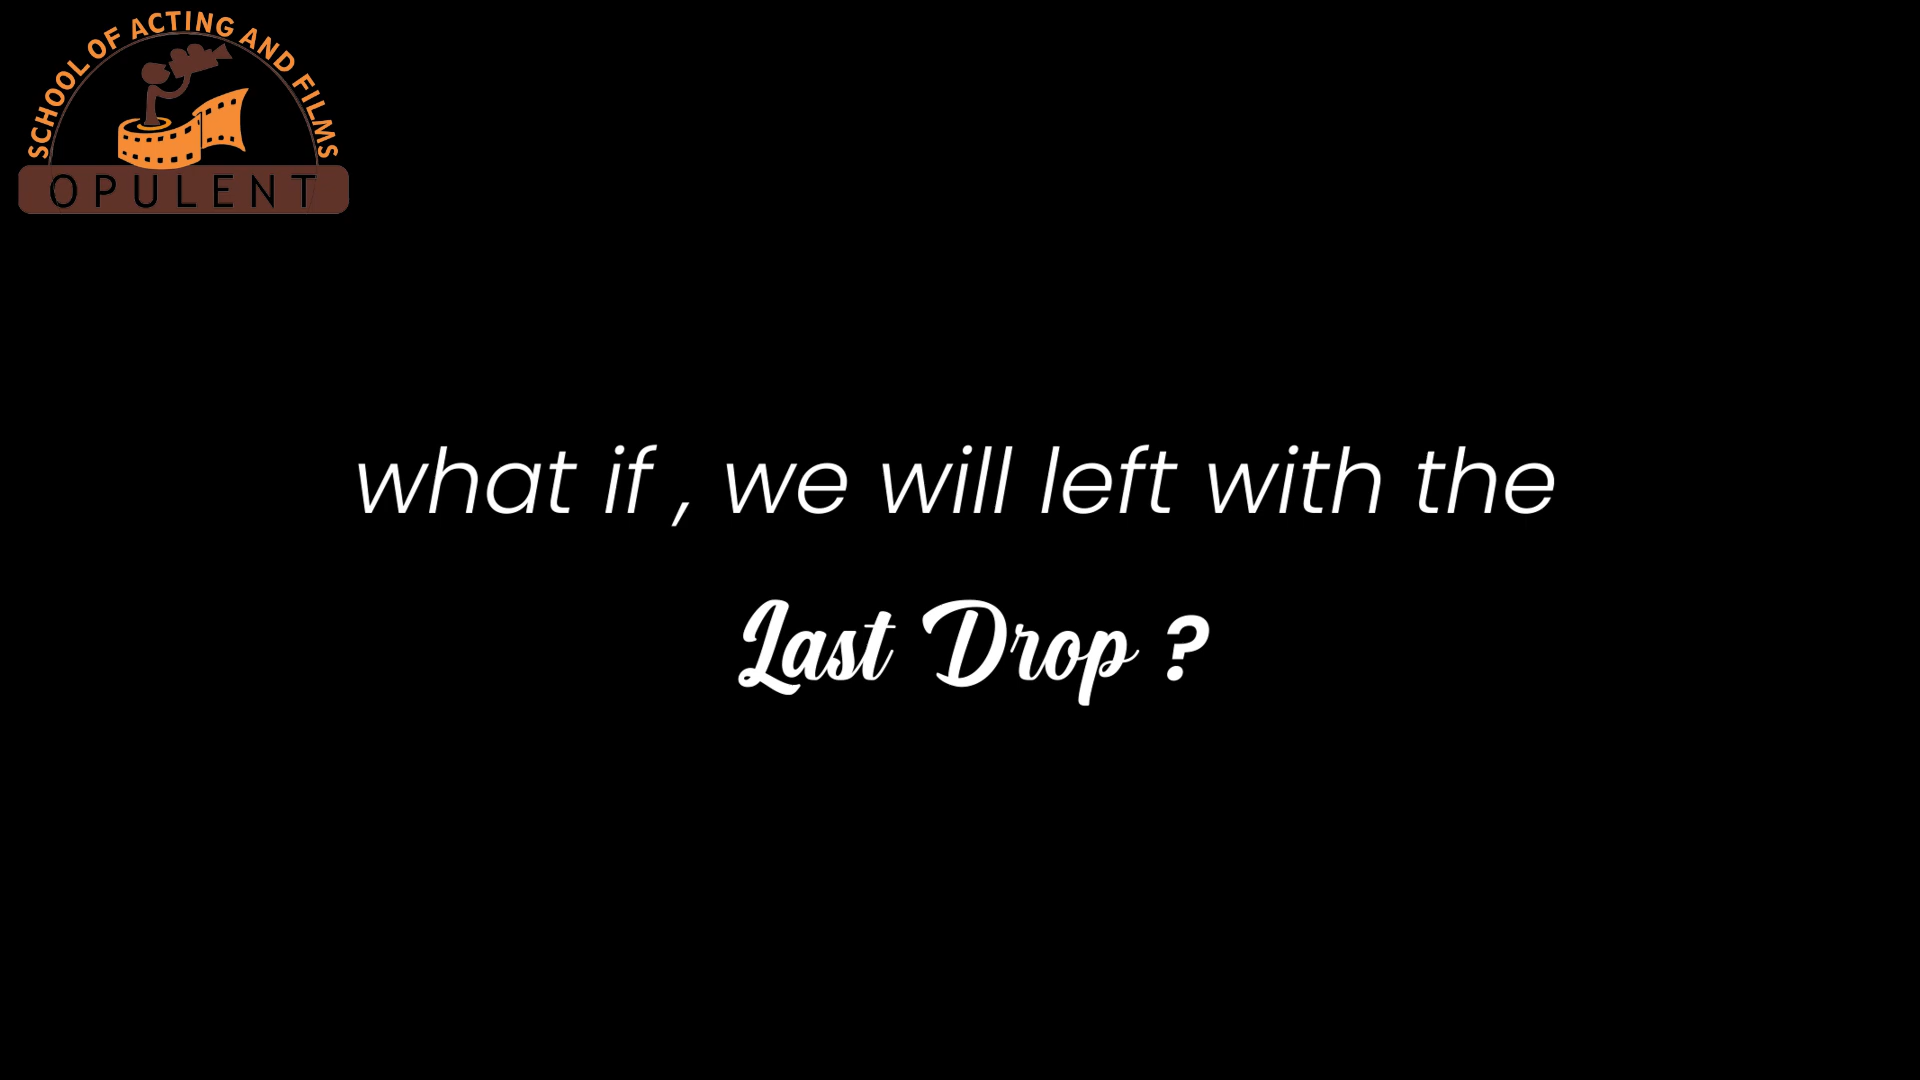 SCHOOL OF ACTING AND FILMS
OPULENT
what if , we will left with the
Last Drop ?